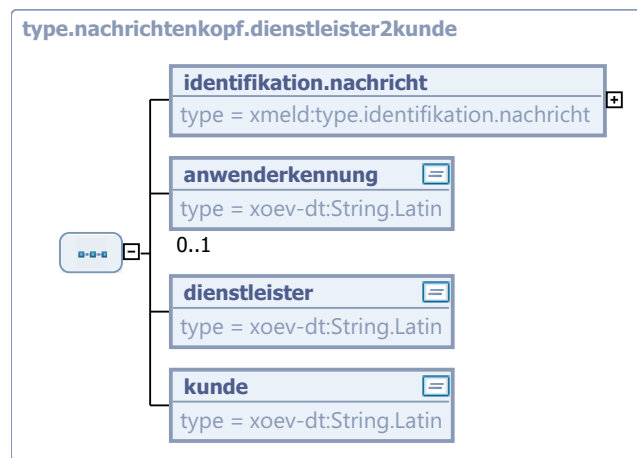 type.nachrichtenkopf.dienstleister2kunde
identifikation.nachricht
type = xmeld:type.identifikation.nachricht
anwenderkennung
type = xoev-dt:String.Latin
0..1
dienstleister
type = xoev-dt:String.Latin
kunde
type = xoev-dt:String.Latin